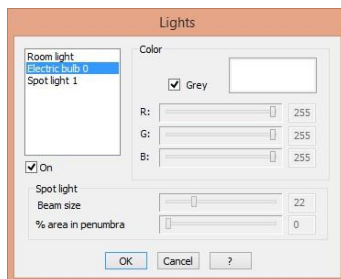 Lights
Room light
Electric bulb 0
Spot light 1
On
Color
Grey
R: 255
G: 255
B: 255
Spot light
Beam size 22
% area in penumbra 0
OK Cancel ?